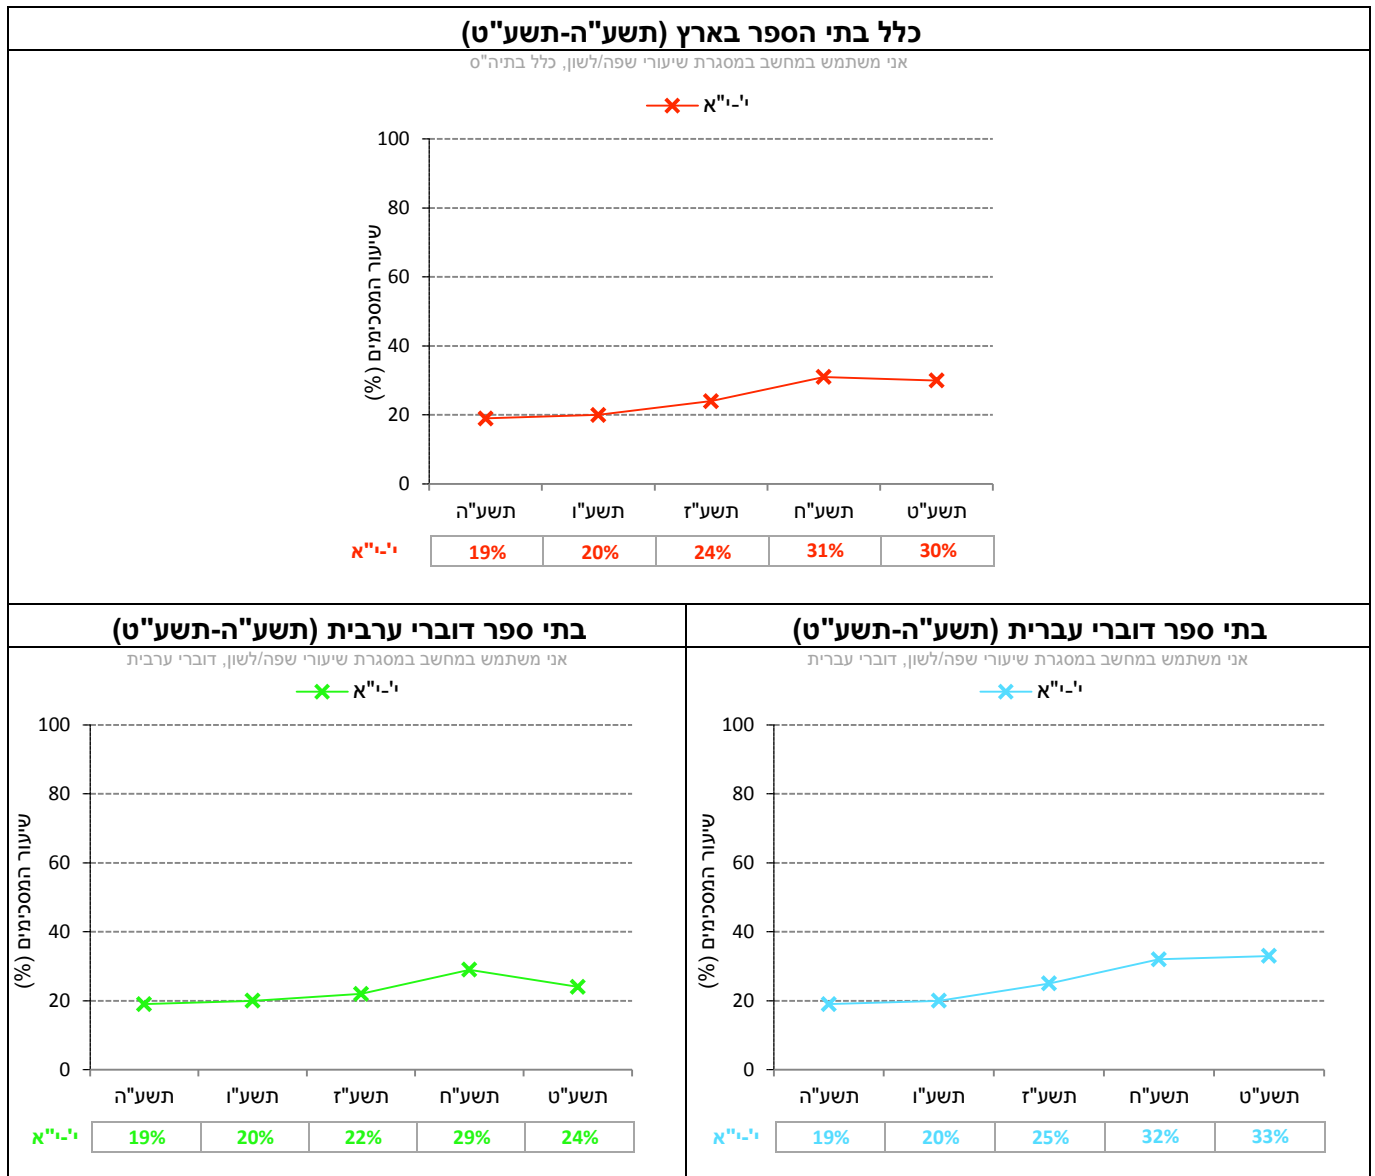 כלל בתי הספר בארץ (תשע"ה-תשע"ט)
אני משתמש במחשב במסגרת שיעורי שפה/לשון, כלל בתיה"ס
י'-י"א
שיעור המסכימים (%)
100
80
60
40
20
0
תשע"ה תשע"ו תשע"ז תשע"ח תשע"ט
י'-י"א 19% 20% 24% 31% 30%
בתי ספר דוברי עברית (תשע"ה-תשע"ט)
אני משתמש במחשב במסגרת שיעורי שפה/לשון, דוברי עברית
י'-י"א
שיעור המסכימים (%)
100
80
60
40
20
0
תשע"ה תשע"ו תשע"ז תשע"ח תשע"ט
י'-י"א 19% 20% 25% 32% 33%
בתי ספר דוברי ערבית (תשע"ה-תשע"ט)
אני משתמש במחשב במסגרת שיעורי שפה/לשון, דוברי ערבית
י'-י"א
שיעור המסכימים (%)
100
80
60
40
20
0
תשע"ה תשע"ו תשע"ז תשע"ח תשע"ט
י'-י"א 19% 20% 22% 29% 24%